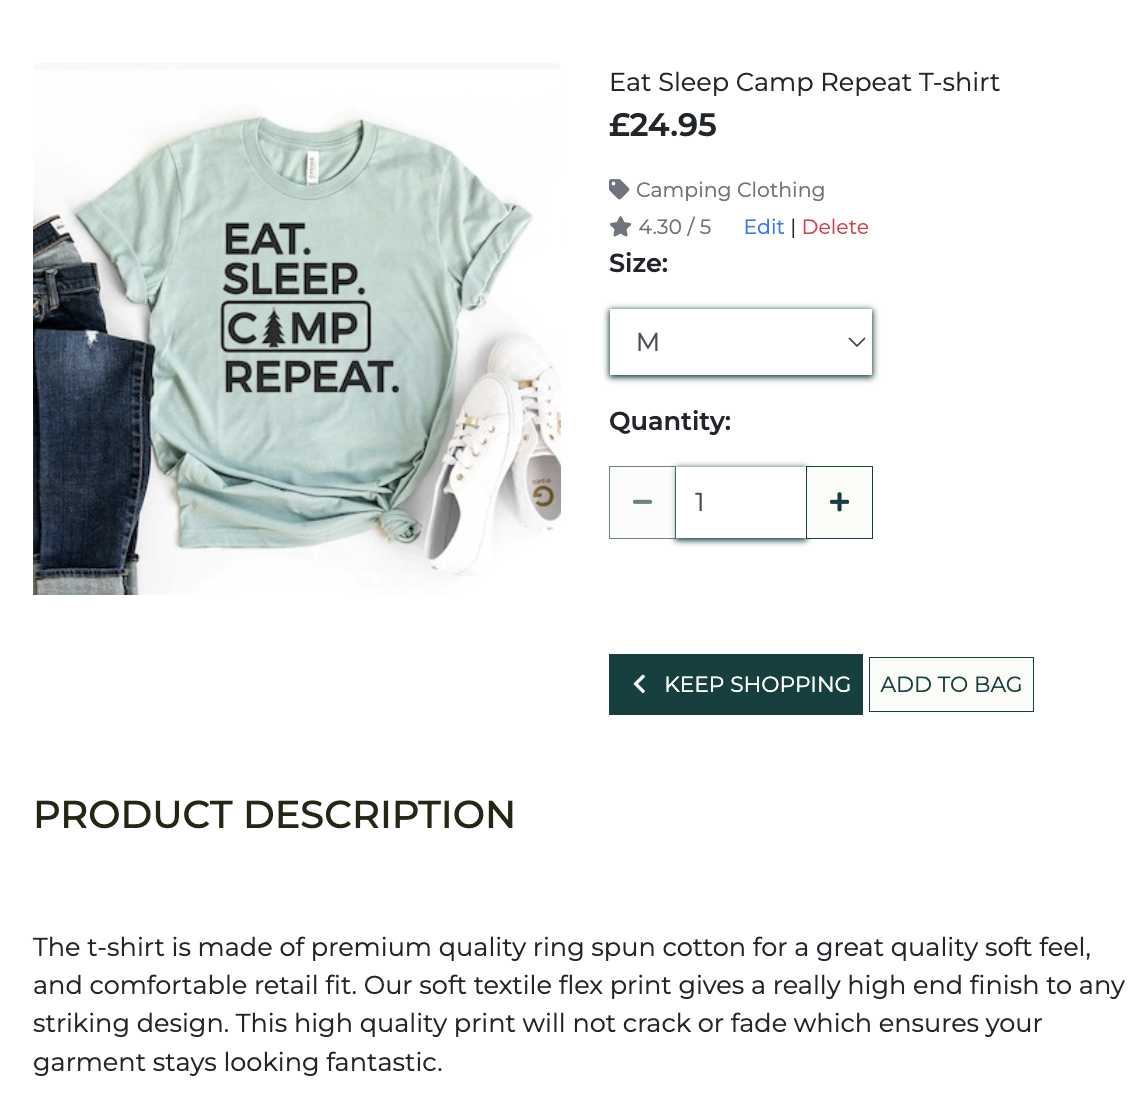 Eat Sleep Camp Repeat T-shirt
£24.95
Camping Clothing
4.30 / 5 Edit | Delete
Size:
M
Quantity:
1
KEEP SHOPPING ADD TO BAG
EAT.
SLEEP.
CAMP
REPEAT.
PRODUCT DESCRIPTION
The t-shirt is made of premium quality ring spun cotton for a great quality soft feel,
and comfortable retail fit. Our soft textile flex print gives a really high end finish to any
striking design. This high quality print will not crack or fade which ensures your
garment stays looking fantastic.